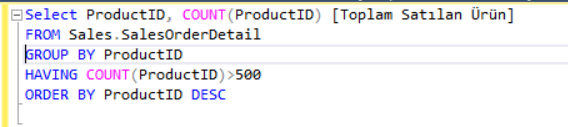 Select ProductID, COUNT(ProductID) [Toplam Satılan Ürün]
FROM Sales.SalesOrderDetail
GROUP BY ProductID
HAVING COUNT(ProductID)>500
ORDER BY ProductID DESC